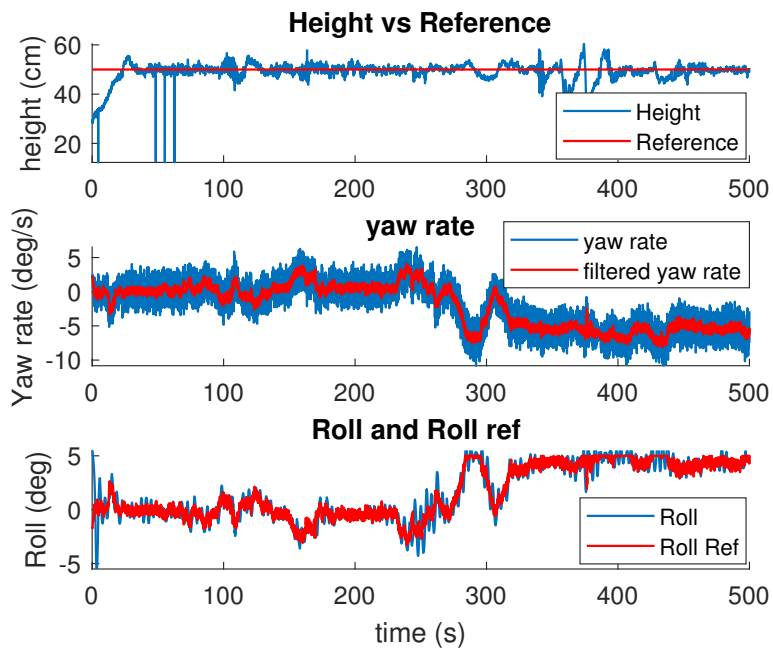 Height vs Reference
height (cm)
60
40
20
Height
Reference
0
100
200
300
400
500
yaw rate
Yaw rate (deg/s)
5
0
-5
-10
yaw rate
filtered yaw rate
0
100
200
300
400
500
Roll and Roll ref
Roll (deg)
5
0
-5
Roll
Roll Ref
0
100
200
300
400
500
time (s)